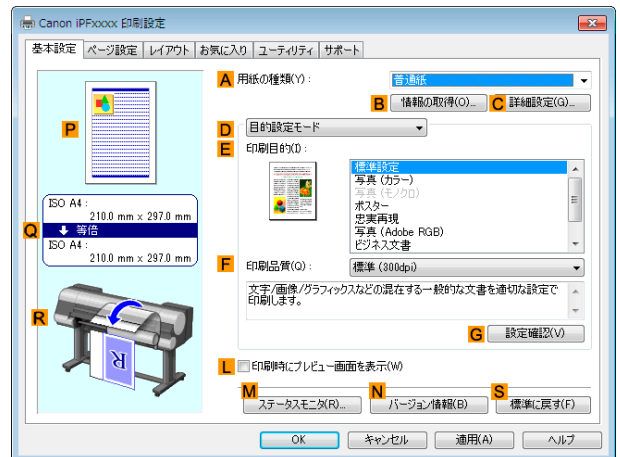 Canon iPFxxxx 印刷設定
基本設定 ページ設定 レイアウト お気に入り ユーティリティ サポート
A 用紙の種類(Y): 普通紙
B 情報の取得(O)... C 詳細設定(G)...
D 目的設定モード
E 印刷目的(I):
標準設定
写真 (カラー)
写真 (モノクロ)
ポスター
忠実再現
写真 (Adobe RGB)
ビジネス文書
F 印刷品質(Q): 標準 (300dpi)
文字/画像/グラフィックスなどの混在する一般的な文書を適切な設定で
印刷します。
G 設定確認(V)
L 印刷時にプレビュー画面を表示(W)
M ステータスモニタ(R)... N バージョン情報(B) S 標準に戻す(F)
P
ISO A4 :
210.0 mm x 297.0 mm
Q 等倍
ISO A4 :
210.0 mm x 297.0 mm
R
OK キャンセル 適用(A) ヘルプ